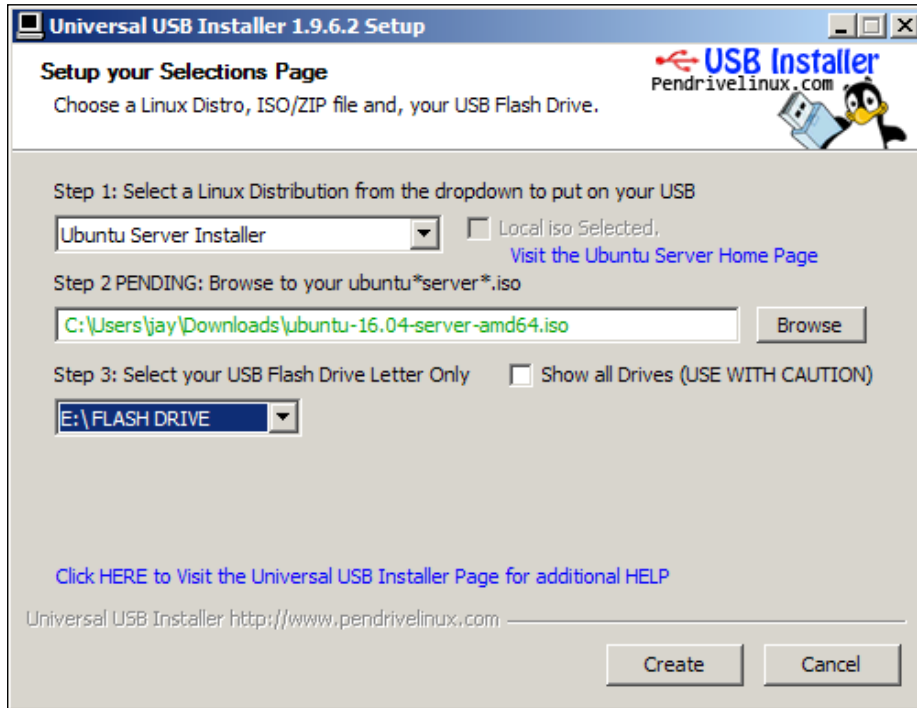 Universal USB Installer 1.9.6.2 Setup
Setup your Selections Page
Choose a Linux Distro, ISO/ZIP file and, your USB Flash Drive.
USB Installer
Pendrivelinux.com
Step 1: Select a Linux Distribution from the dropdown to put on your USB
Ubuntu Server Installer
Local iso Selected.
Visit the Ubuntu Server Home Page
Step 2 PENDING: Browse to your ubuntu*server*.iso
C:\Users\jay\Downloads\ubuntu-16.04-server-amd64.iso
Browse
Step 3: Select your USB Flash Drive Letter Only
Show all Drives (USE WITH CAUTION)
E:\ FLASH DRIVE
Click HERE to Visit the Universal USB Installer Page for additional HELP
Universal USB Installer http://www.pendrivelinux.com
Create
Cancel